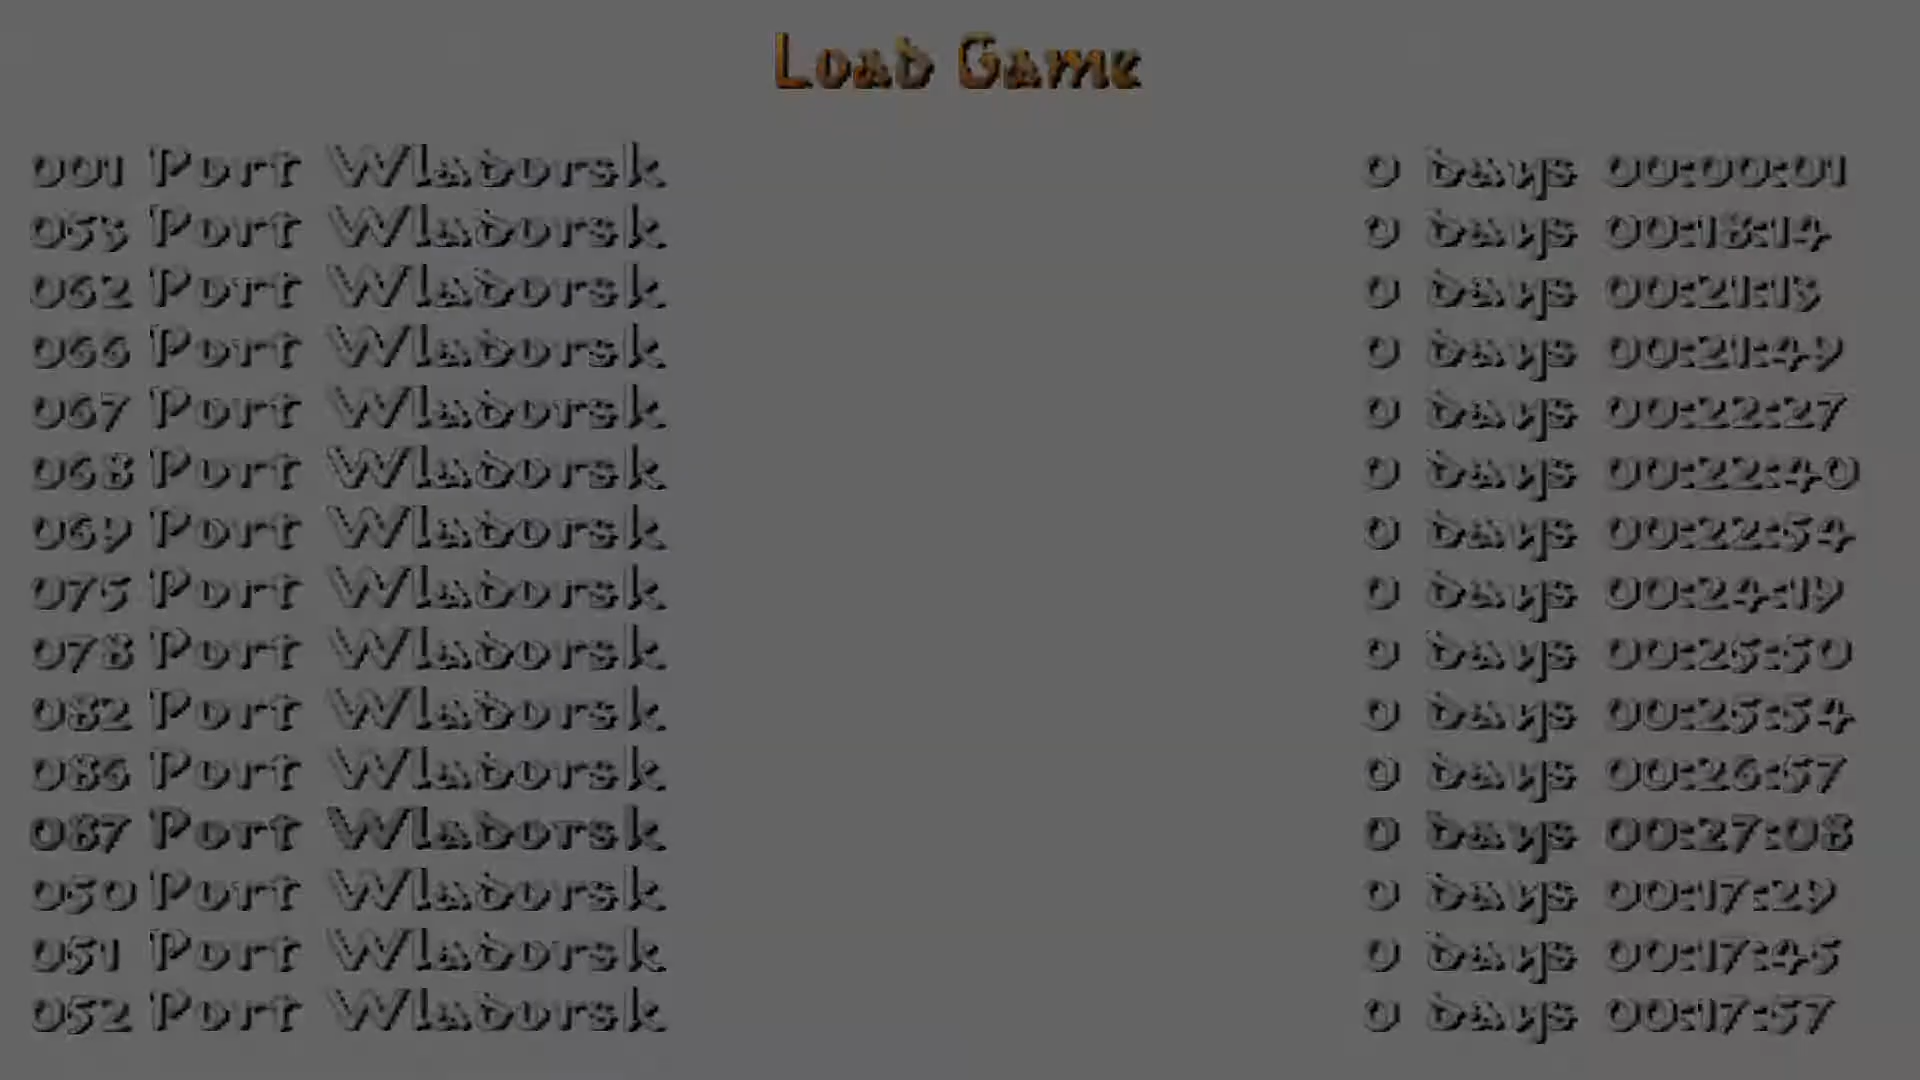 Load Game
001 Port Wladorsk 0 days 00:00:01
053 Port Wladorsk 0 days 00:18:14
062 Port Wladorsk 0 days 00:21:13
066 Port Wladorsk 0 days 00:21:49
067 Port Wladorsk 0 days 00:22:27
068 Port Wladorsk 0 days 00:22:40
069 Port Wladorsk 0 days 00:22:54
075 Port Wladorsk 0 days 00:24:19
078 Port Wladorsk 0 days 00:25:50
082 Port Wladorsk 0 days 00:25:54
086 Port Wladorsk 0 days 00:26:57
087 Port Wladorsk 0 days 00:27:08
050 Port Wladorsk 0 days 00:17:29
051 Port Wladorsk 0 days 00:17:45
052 Port Wladorsk 0 days 00:17:57